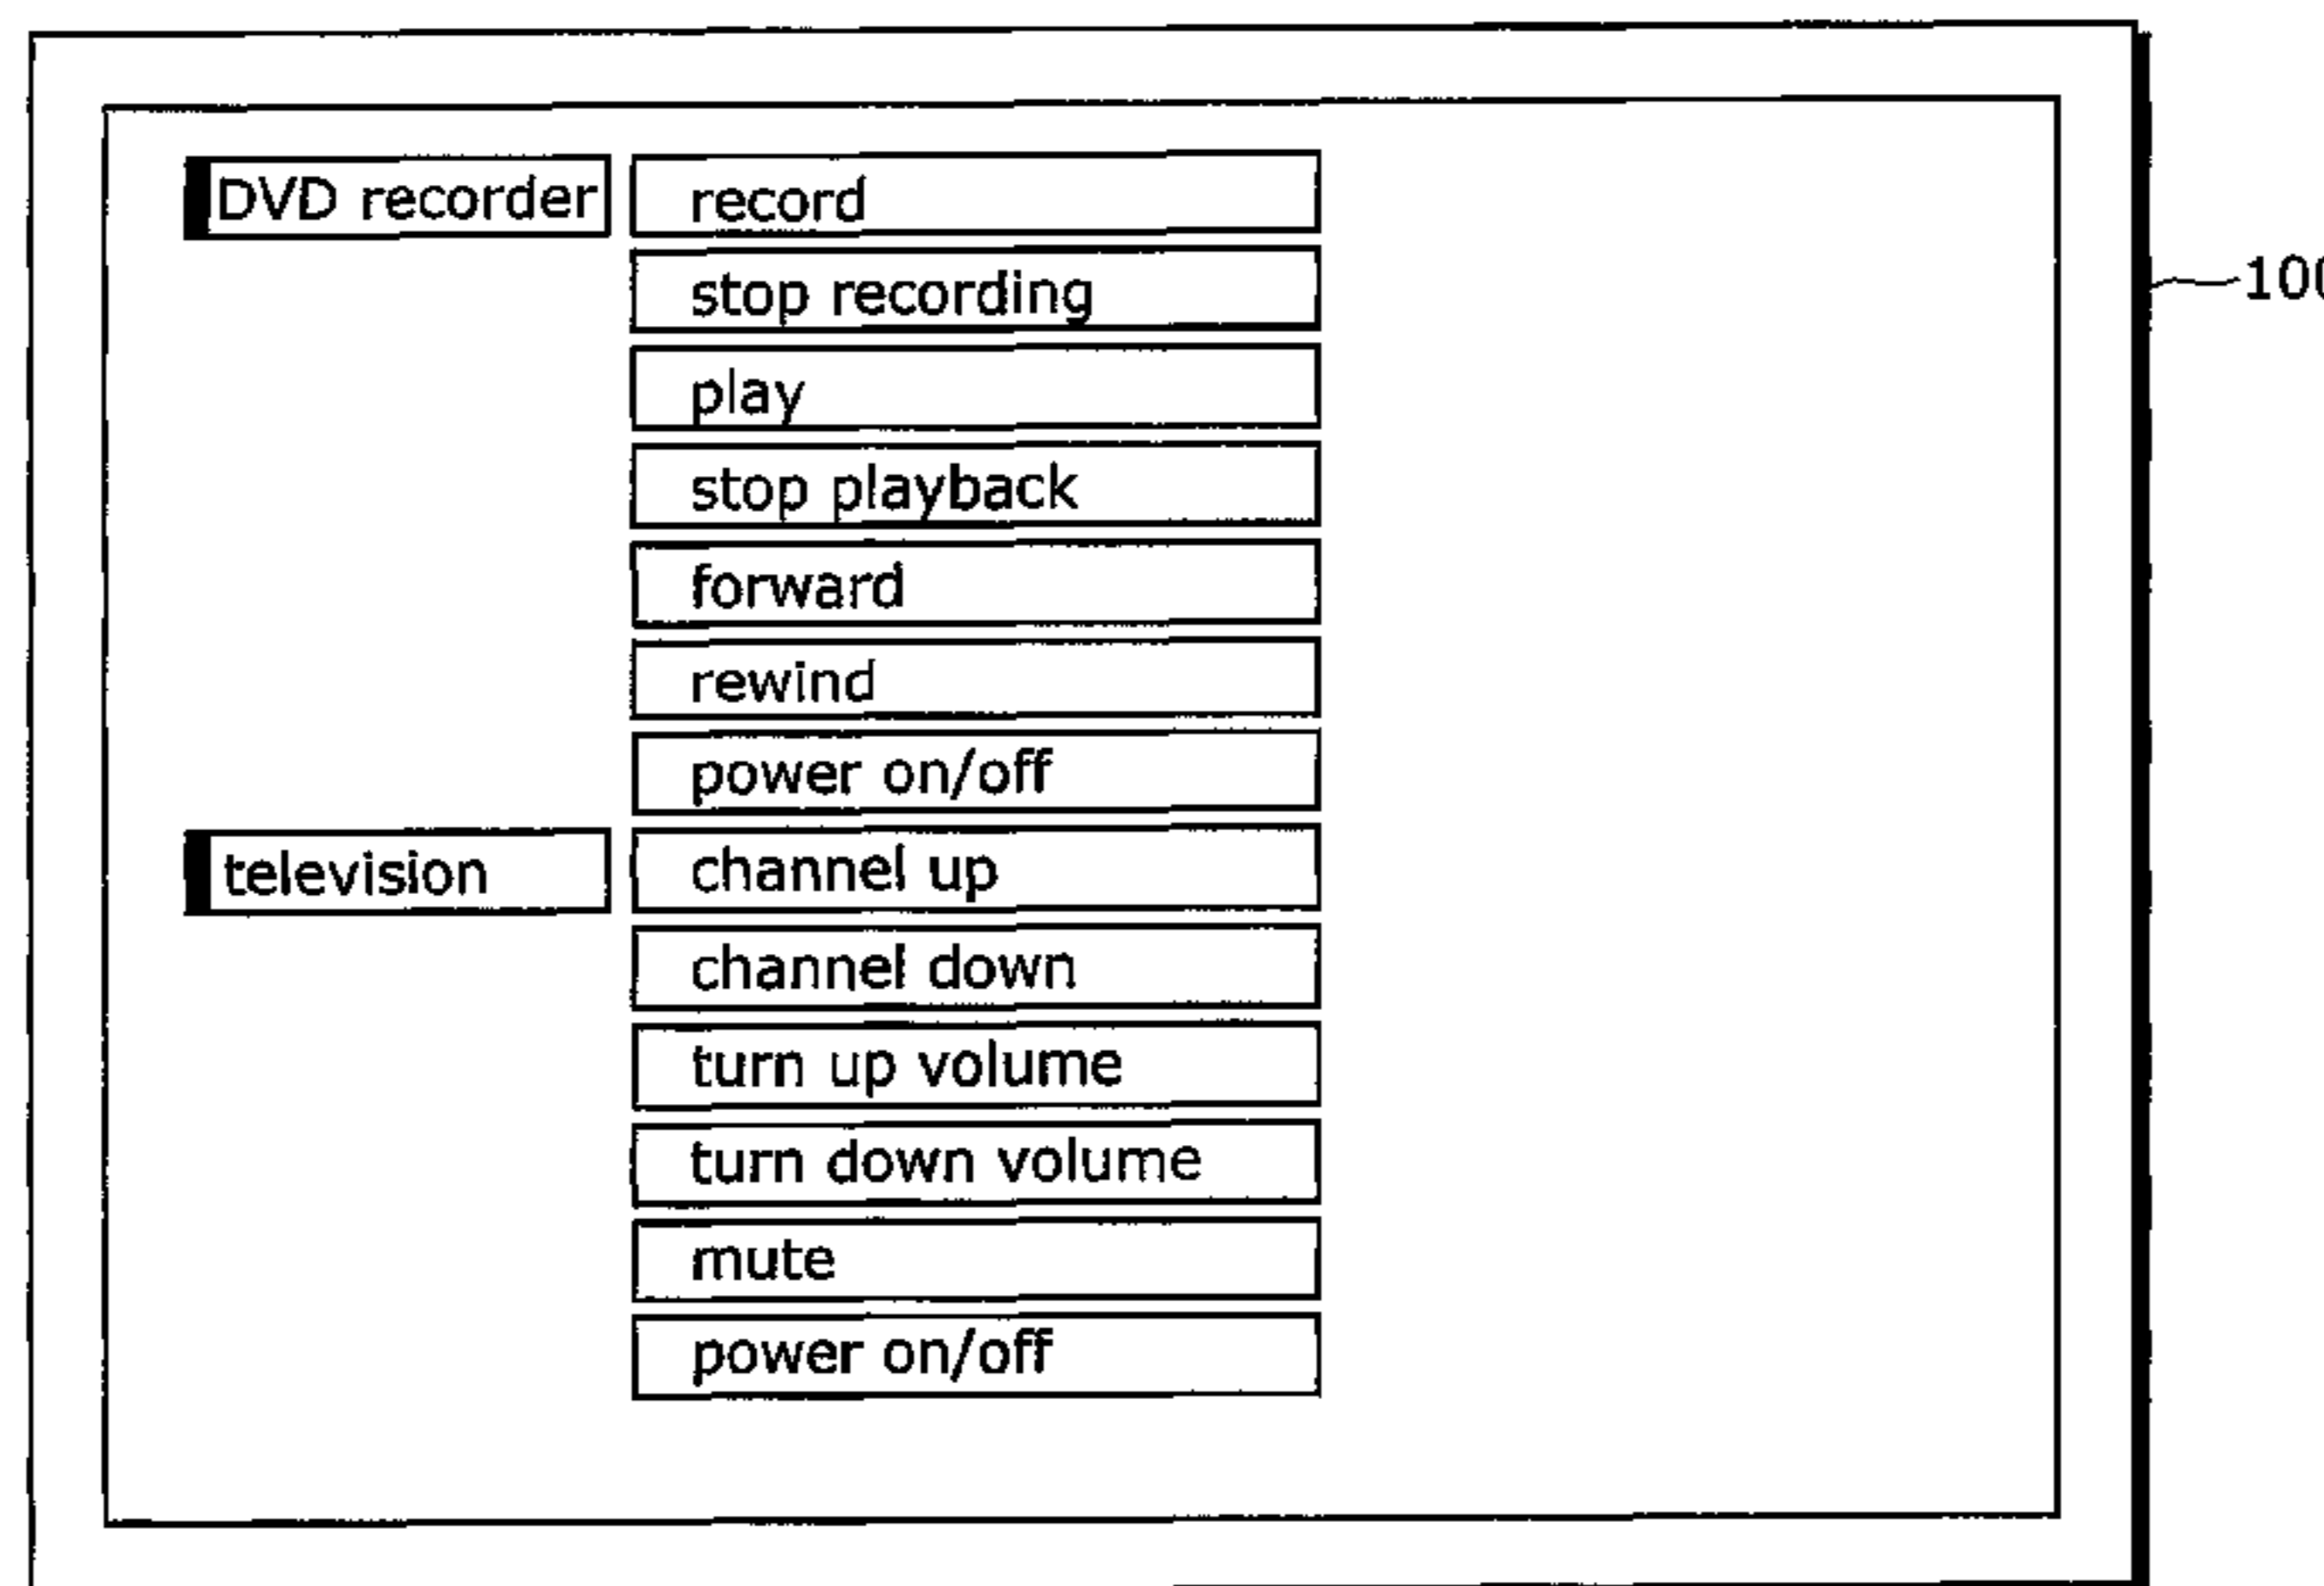 DVD recorder record
stop recording
play
stop playback
forward
rewind
power on/off
television channel up
channel down
turn up volume
turn down volume
mute
power on/off